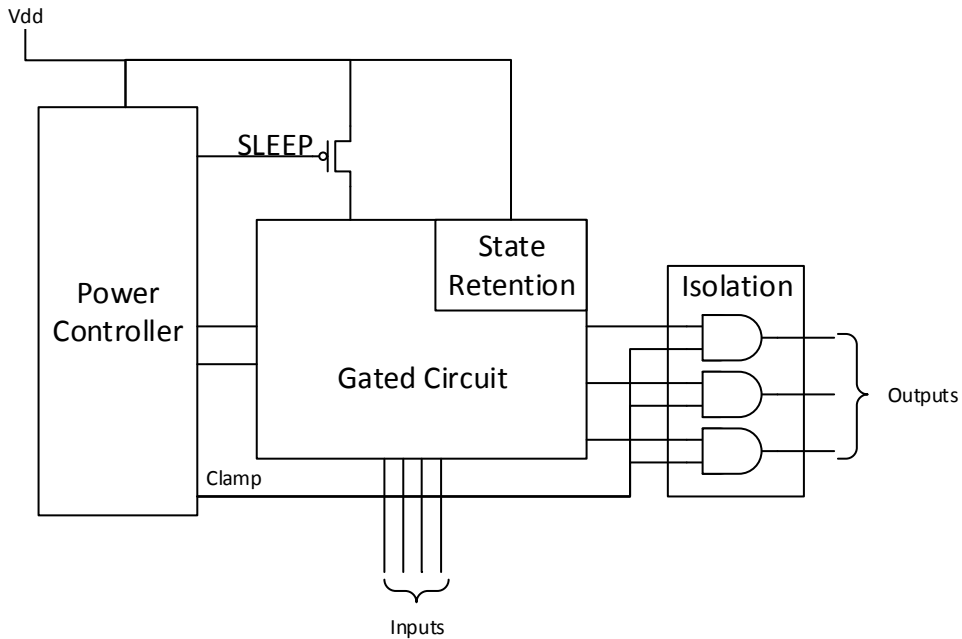 Vdd
SLEEP
State
Retention
Isolation
Power
Controller
Gated Circuit
Outputs
Clamp
Inputs